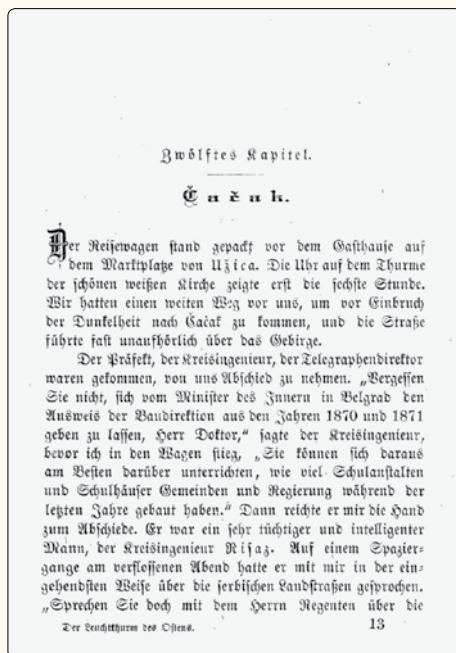 Zwölftes Kapitel.
Čačak.
Der Reisewagen stand gepackt vor dem Gasthause auf
dem Marktplatze von Užica. Die Uhr auf dem Thurme
der schönen weißen Kirche zeigte erst die sechste Stunde.
Wir hatten einen weiten Weg vor uns, um vor Einbruch
der Dunkelheit nach Čačak zu kommen, und die Straße
führte fast unaufhörlich über das Gebirge.
Der Präfekt, der Kreisingenieur, der Telegraphendirektor
waren gekommen, von uns Abschied zu nehmen. „Vergessen
Sie nicht, sich vom Minister des Innern in Belgrad den
Ausweis der Baudirektion aus den Jahren 1870 und 1871
geben zu lassen, Herr Doktor,“ sagte der Kreisingenieur,
bevor ich in den Wagen stieg, „Sie können sich daraus
am Besten darüber unterrichten, wie viel Schulanstalten
und Schulhäuser Gemeinden und Regierung während der
letzten Jahre gebaut haben.“ Dann reichte er mir die Hand
zum Abschiede. Er war ein sehr tüchtiger und intelligenter
Mann, der Kreisingenieur Risaz. Auf einem Spazier-
gange am verflossenen Abend hatte er mit mir in der ein-
gehendsten Weise über die serbischen Landstraßen gesprochen.
„Sprechen Sie doch mit dem Herrn Regenten über die
Der Leuchtthurm des Ostens. 13